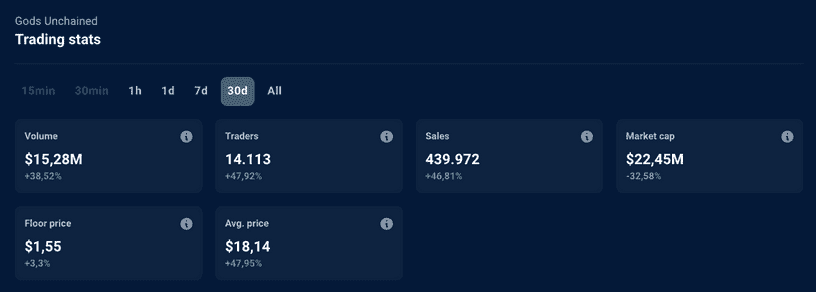 Gods Unchained
Trading stats
15min 30min 1h 1d 7d 30d All
Volume Traders Sales Market cap
$15,28M 14.113 439.972 $22,45M
+38,52% +47,92% +46,81% -32,58%
Floor price Avg. price
$1,55 $18,14
+3,3% +47,95%